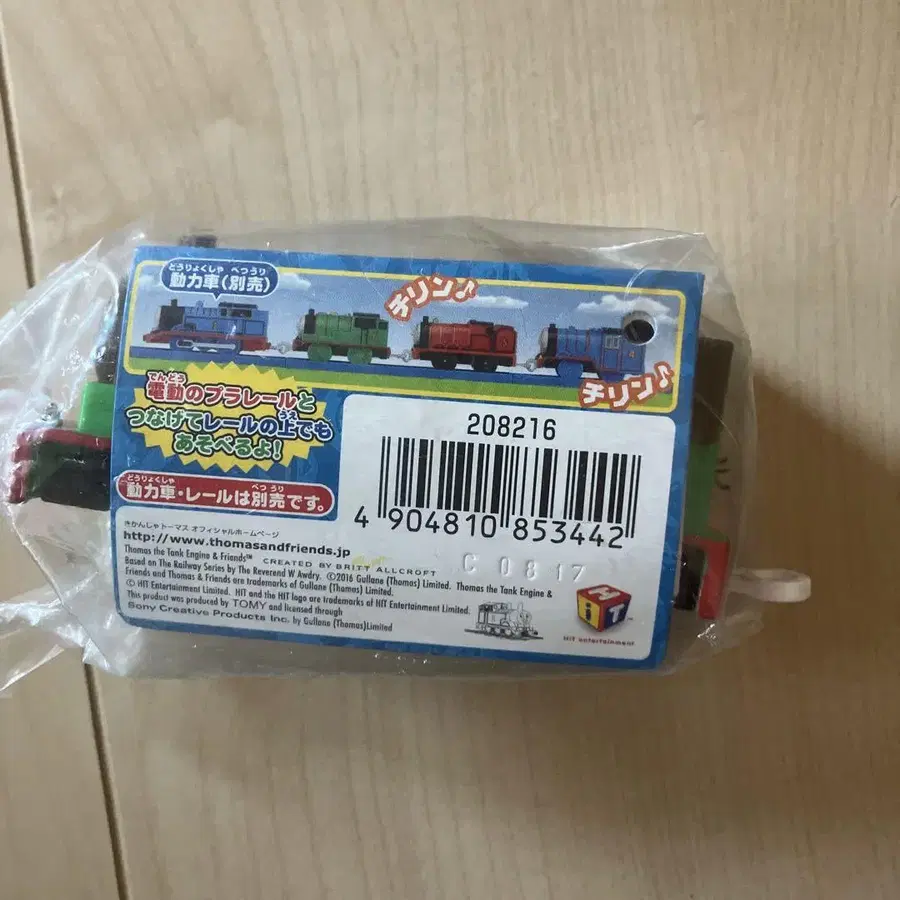 どうりょくしゃ べつうり
動力車(別売)
チリン♪
チリン♪
でんどう
電動のプラレールと
うえ
つなげてレールの上でも
あそべるよ!
どうりょくしゃ べつ うり
動力車・レールは別売です。
208216
4 904810 853442
C 0817
きかんしゃトーマス オフィシャルホームページ
http://www.thomasandfriends.jp
Thomas the Tank Engine & Friends™ CREATED BY BRITT ALLCROFT
Based on The Railway Series by The Reverend W Awdry. ©2016 Gullane (Thomas) Limited. Thomas the Tank Engine &
Friends and Thomas & Friends are trademarks of Gullane (Thomas) Limited.
© HIT Entertainment Limited. HIT and the HIT logo are trademarks of HIT Entertainment Limited.
This product was produced by TOMY and licensed through
Sony Creative Products Inc. by Gullane (Thomas)Limited
HiT
HiT entertainment